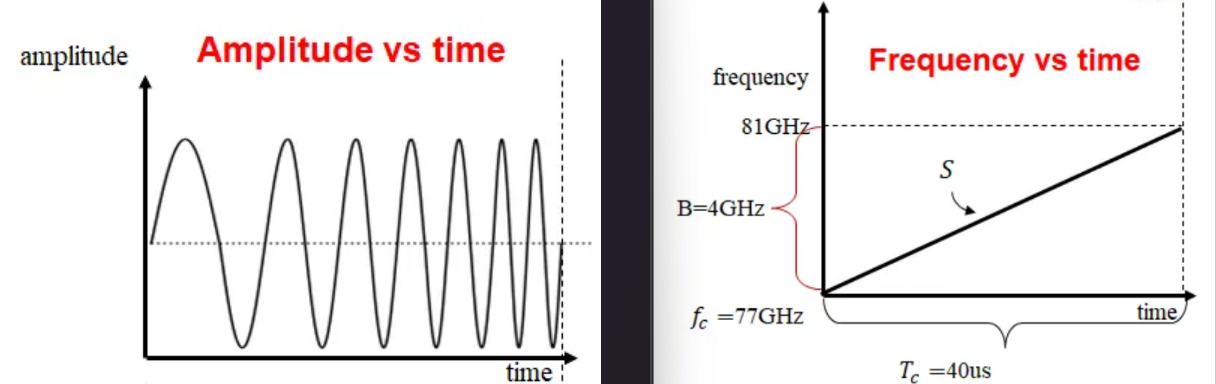 Amplitude vs time
amplitude
time
Frequency vs time
frequency
81GHz
S
B=4GHz
f_c =77GHz
time
T_c =40us